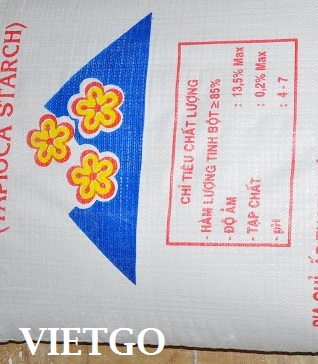 (TAPIOCA STARCH)
CHỈ TIÊU CHẤT LƯỢNG
- HÀM LƯỢNG TINH BỘT ≥ 85%
- ĐỘ ẨM : 13,5% Max
- TẠP CHẤT : 0,2% Max
- pH : 4 - 7
VIETGO